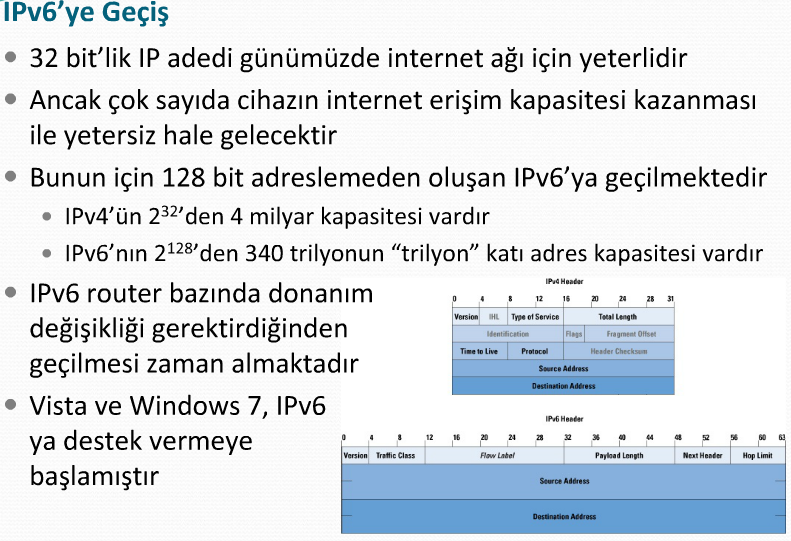 IPv6’ye Geçiş
32 bit’lik IP adedi günümüzde internet ağı için yeterlidir
Ancak çok sayıda cihazın internet erişim kapasitesi kazanması
ile yetersiz hale gelecektir
Bunun için 128 bit adreslemeden oluşan IPv6’ya geçilmektedir
IPv4’ün 2³²’den 4 milyar kapasitesi vardır
IPv6’nın 2¹²⁸’den 340 trilyonun “trilyon” katı adres kapasitesi vardır
IPv6 router bazında donanım
değişikliği gerektirdiğinden
geçilmesi zaman almaktadır
Vista ve Windows 7, IPv6
ya destek vermeye
başlamıştır
IPv4 Header
0 4 8 12 16 20 24 28 31
Version IHL Type of Service Total Length
Identification Flags Fragment Offset
Time to Live Protocol Header Checksum
Source Address
Destination Address
IPv6 Header
0 4 8 12 16 20 24 28 32 36 40 44 48 52 56 60 63
Version Traffic Class Flow Label Payload Length Next Header Hop Limit
Source Address
Destination Address